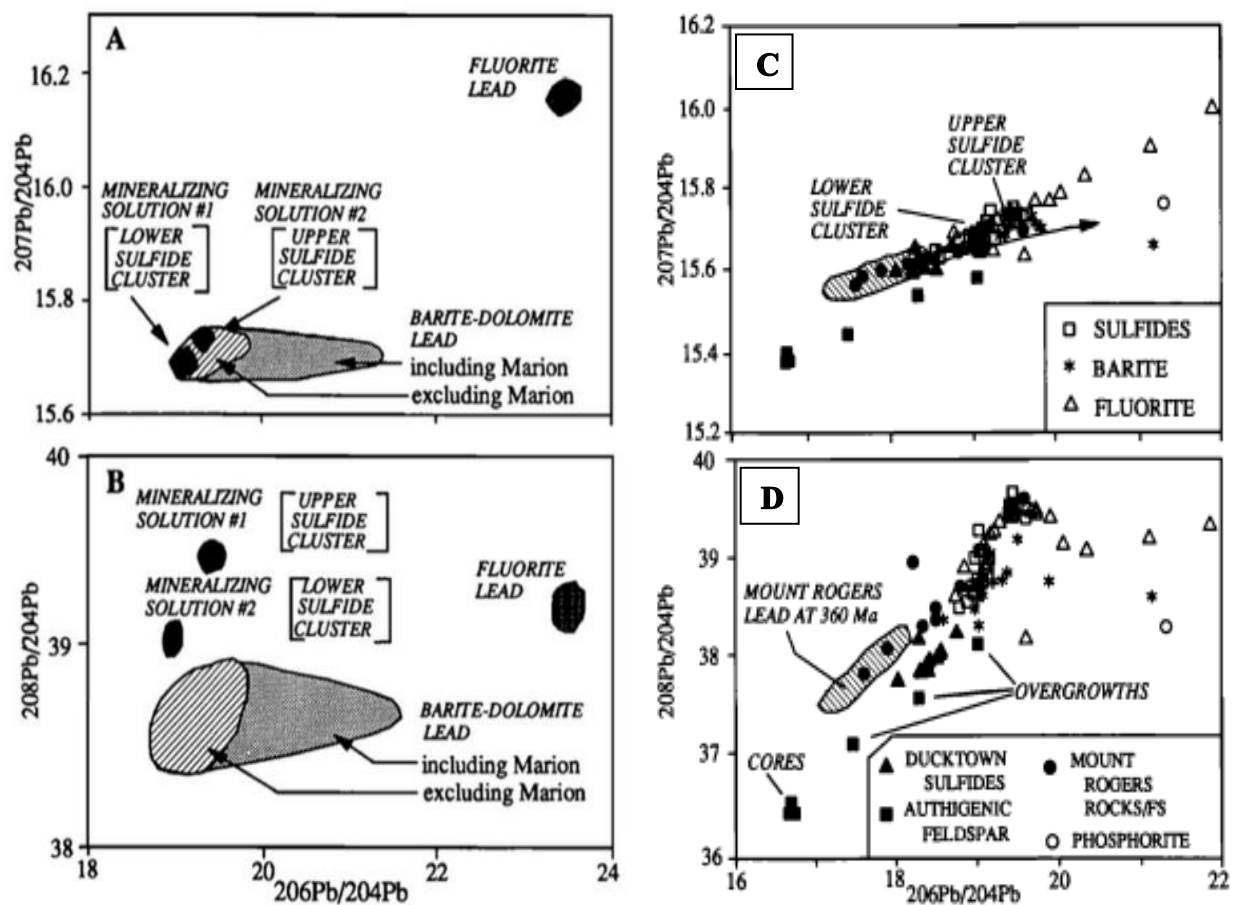 A
16.2
16.0
15.8
15.6
207Pb/204Pb
FLUORITE
LEAD
MINERALIZING
SOLUTION #1
LOWER
SULFIDE
CLUSTER
MINERALIZING
SOLUTION #2
UPPER
SULFIDE
CLUSTER
BARITE-DOLOMITE
LEAD
including Marion
excluding Marion
B
40
39
38
208Pb/204Pb
MINERALIZING
SOLUTION #1
UPPER
SULFIDE
CLUSTER
MINERALIZING
SOLUTION #2
LOWER
SULFIDE
CLUSTER
FLUORITE
LEAD
BARITE-DOLOMITE
LEAD
including Marion
excluding Marion
18
20
22
24
206Pb/204Pb
C
16.2
16.0
15.8
15.6
15.4
15.2
207Pb/204Pb
UPPER
SULFIDE
CLUSTER
LOWER
SULFIDE
CLUSTER
SULFIDES
BARITE
FLUORITE
D
40
39
38
37
36
208Pb/204Pb
MOUNT ROGERS
LEAD AT 360 Ma
OVERGROWTHS
CORES
DUCKTOWN
SULFIDES
AUTHIGENIC
FELDSPAR
MOUNT
ROGERS
ROCKS/FS
PHOSPHORITE
16
18
20
22
206Pb/204Pb